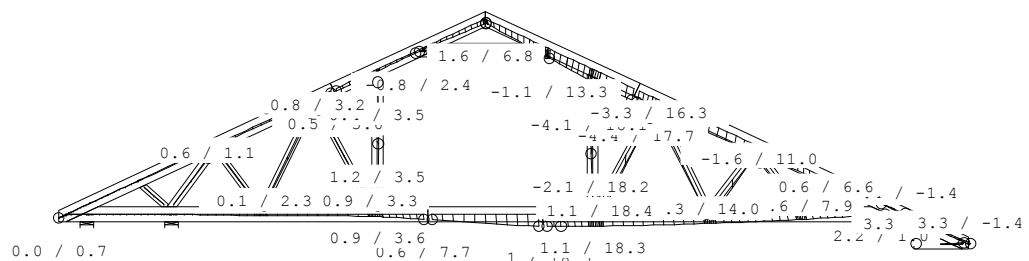 1.6 / 6.8
0.8 / 2.4
-1.1 / 13.3
0.8 / 3.2
/ 3.5
-3.3 / 16.3
0.5 /
-4.1 /
-4.4 / 17.7
0.6 / 1.1
-1.6 / 11.0
1.2 / 3.5
-2.1 / 18.2
0.6 / 6.6
/ -1.4
0.1 / 2.3
0.9 / 3.3
1.1 / 18.4
.3 / 14.0
.6 / 7.9
3.3
3.3 / -1.4
0.9 / 3.6
2.2 /
0.0 / 0.7
0.6 / 7.7
1.1 / 18.3